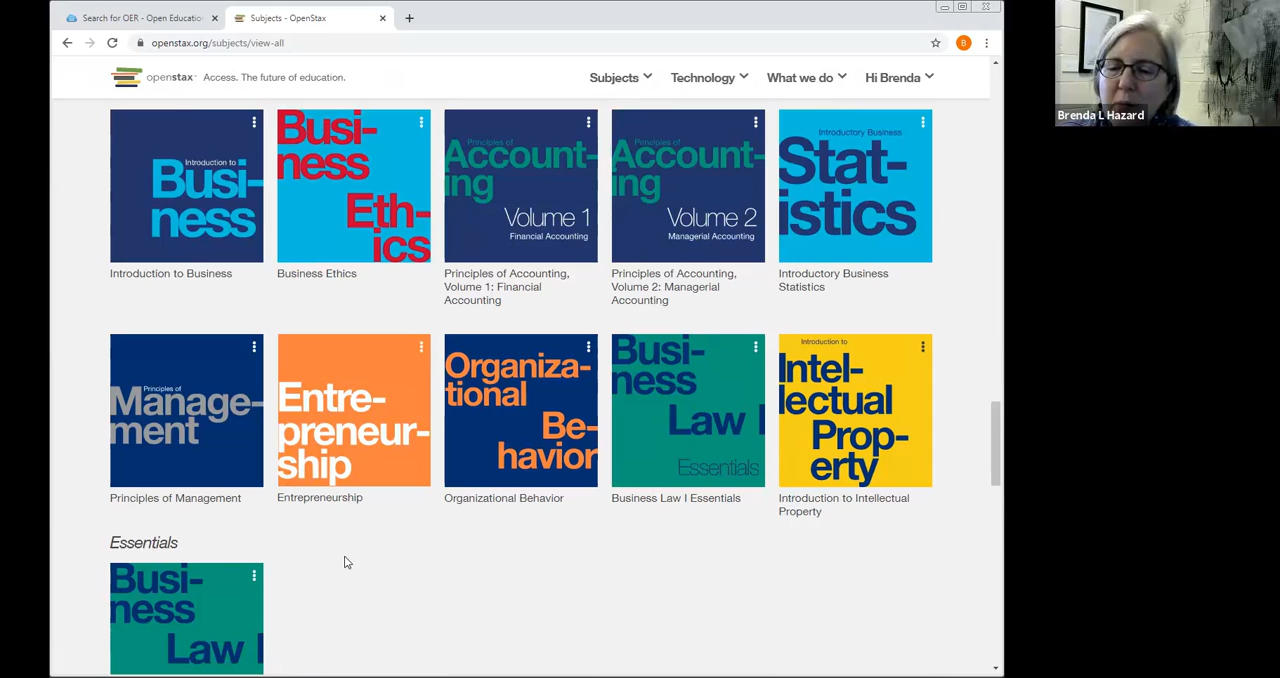 Search for OER - Open Educatio
Subjects - OpenStax
openstax.org/subjects/view-all
B
openstax Access. The future of education.
Subjects Technology What we do Hi Brenda
Brenda L Hazard
Introduction to
Busi-
ness
Busi-
ness
Eth-
ics
Principles of
Account-
ing
Volume 1
Financial Accounting
Principles of
Account-
ing
Volume 2
Managerial Accounting
Introductory Business
Stat-
istics
Introduction to Business
Business Ethics
Principles of Accounting,
Volume 1: Financial
Accounting
Principles of Accounting,
Volume 2: Managerial
Accounting
Introductory Business
Statistics
Principles of
Manage-
ment
Entre-
preneur-
ship
Organiza-
tional
Be-
havior
Busi-
ness
Law I
Essentials
Introduction to
Intel-
lectual
Prop-
erty
Principles of Management
Entrepreneurship
Organizational Behavior
Business Law I Essentials
Introduction to Intellectual
Property
Essentials
Busi-
ness
Law I